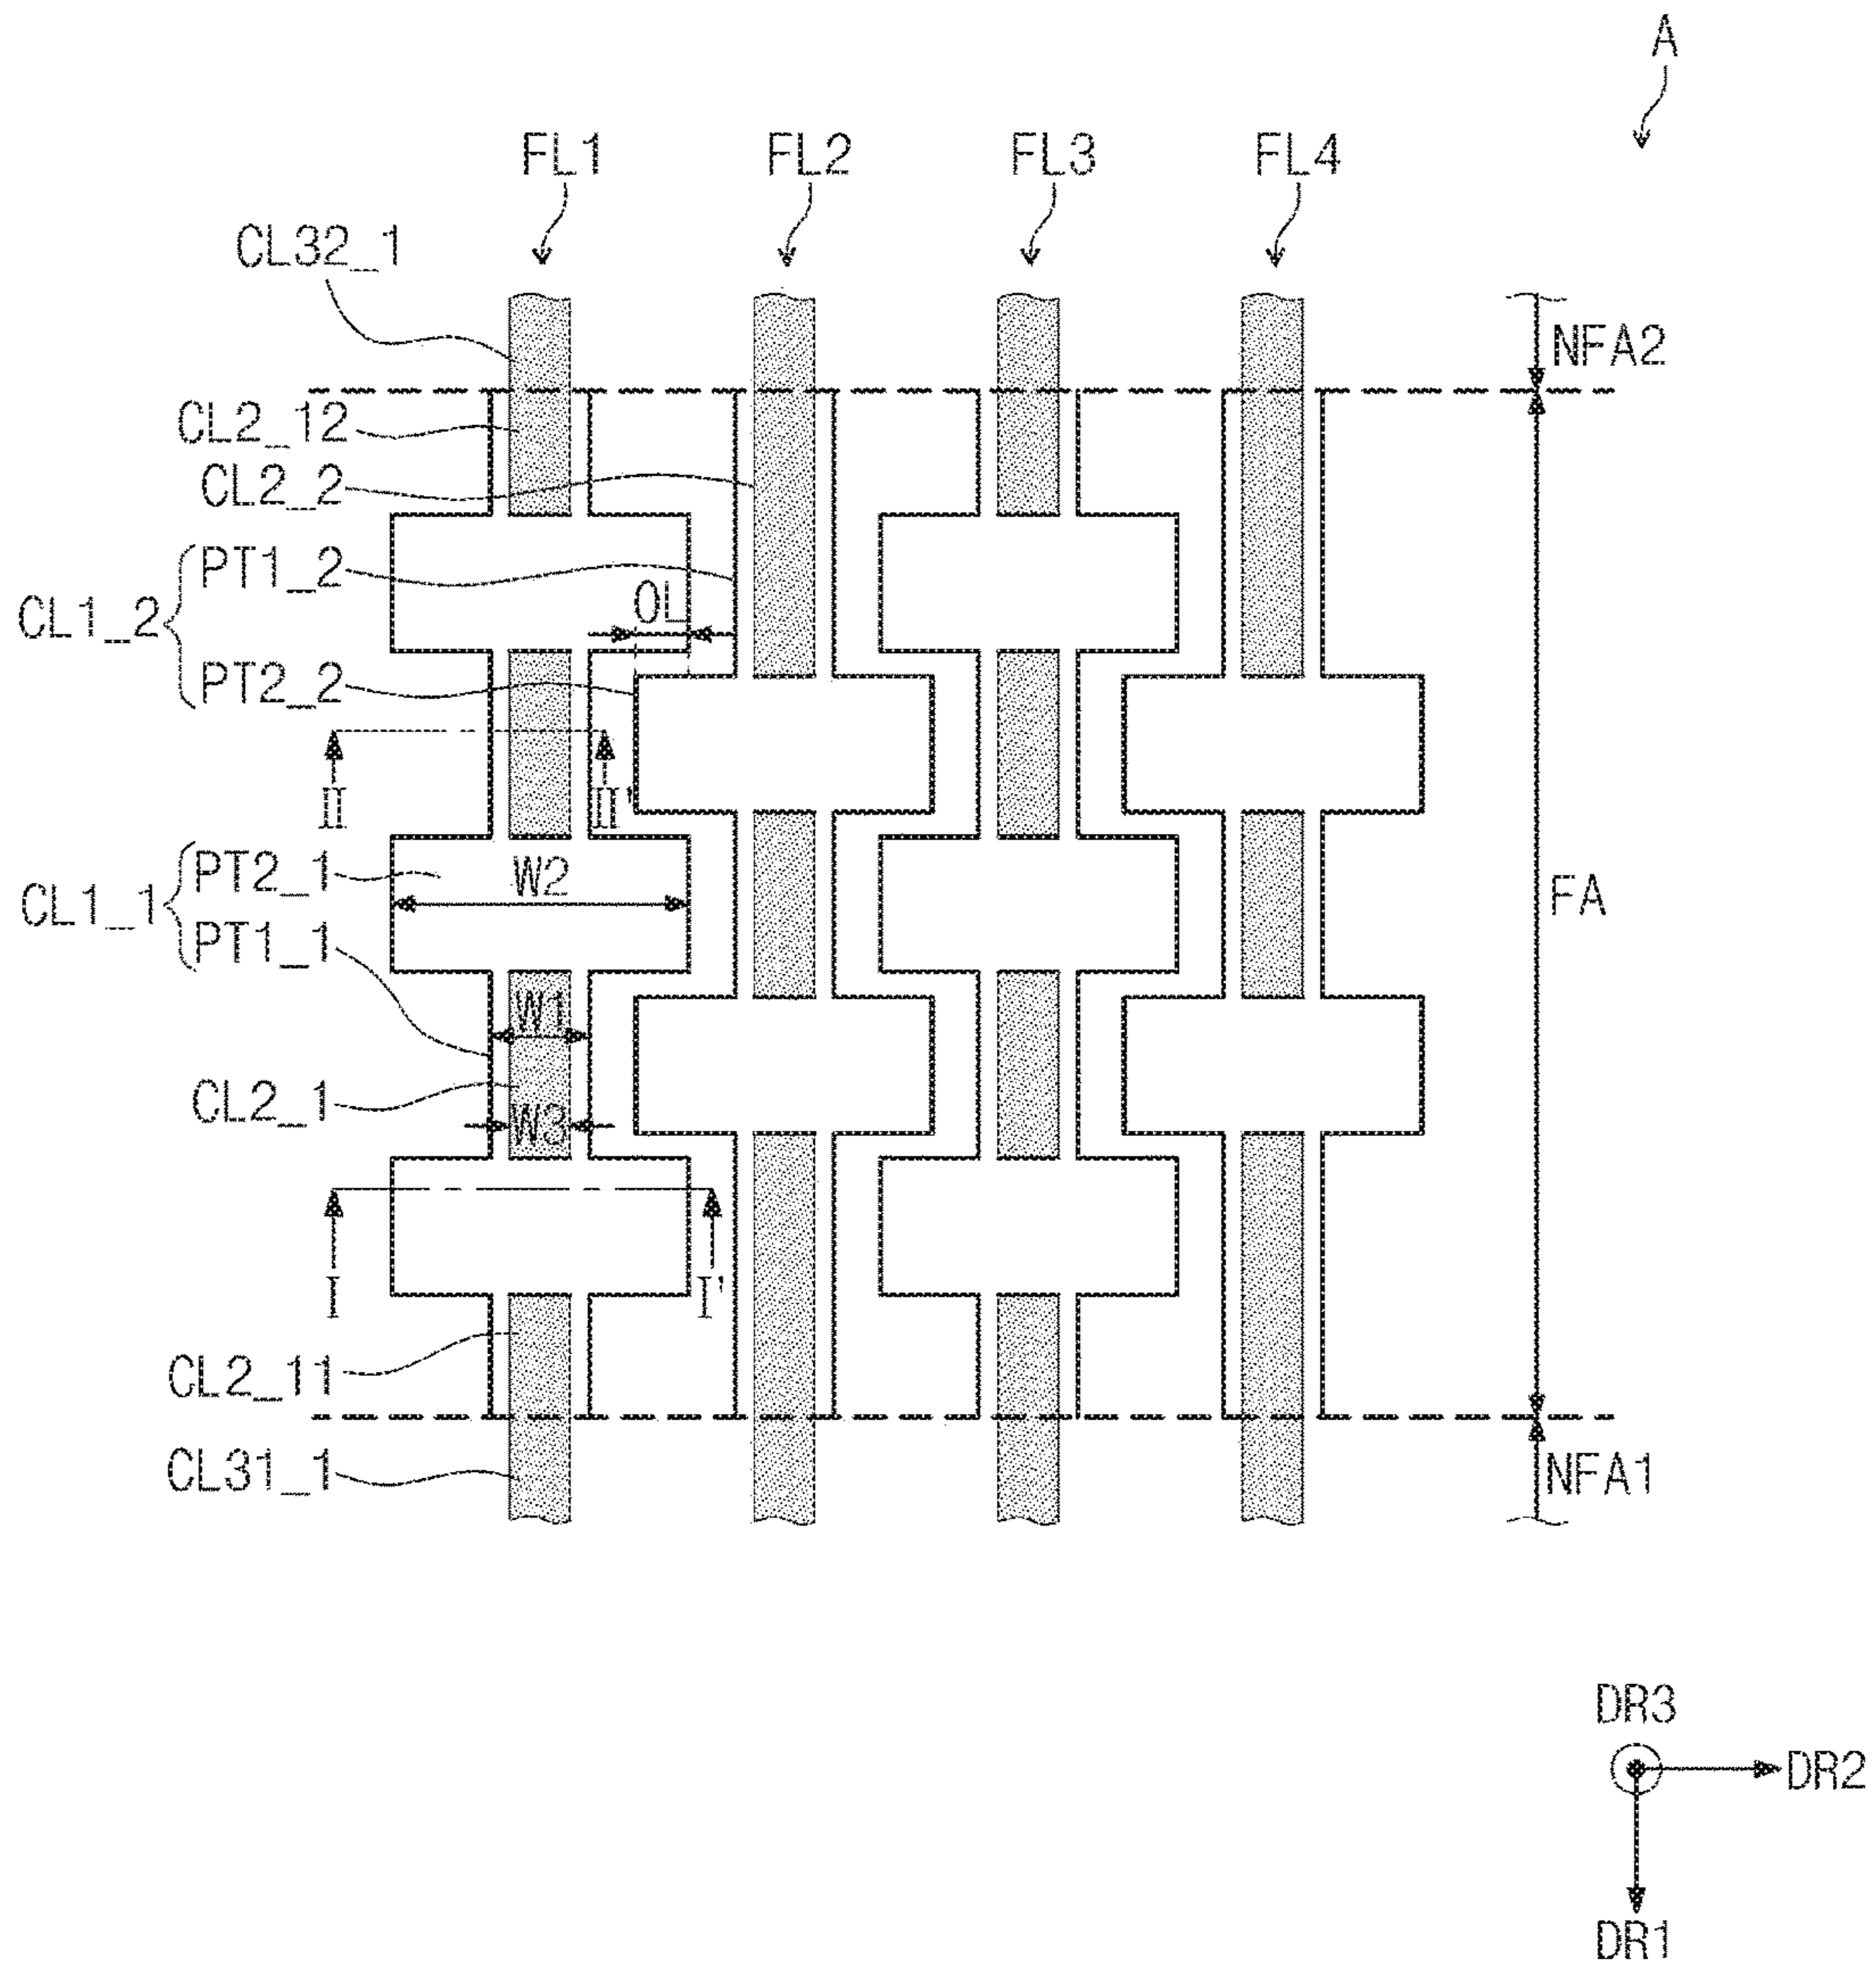 A
FL1 FL2 FL3 FL4
CL32_1
NFA2
CL2_12
CL2_2
PT1_2
OL
CL1_2
PT2_2
II II'
PT2_1
W2
CL1_1
FA
PT1_1
W1
CL2_1
W3
I I'
CL2_11
CL31_1
NFA1
DR3
DR2
DR1